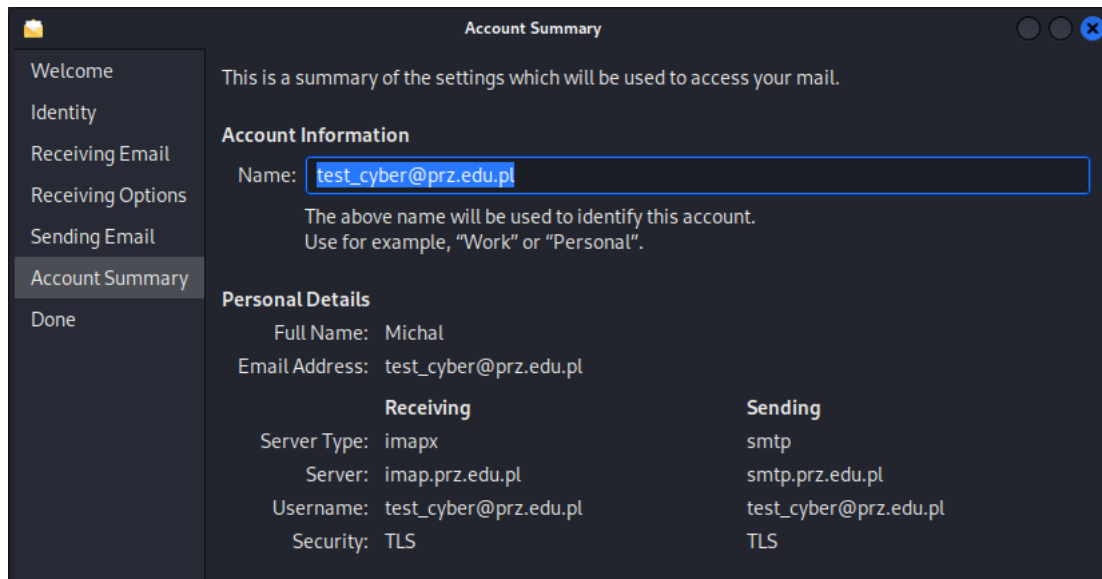 Account Summary
Welcome
Identity
Receiving Email
Receiving Options
Sending Email
Account Summary
Done
This is a summary of the settings which will be used to access your mail.
Account Information
Name: test_cyber@prz.edu.pl
The above name will be used to identify this account.
Use for example, “Work” or “Personal”.
Personal Details
Full Name: Michal
Email Address: test_cyber@prz.edu.pl
Receiving Sending
Server Type: imapx smtp
Server: imap.prz.edu.pl smtp.prz.edu.pl
Username: test_cyber@prz.edu.pl test_cyber@prz.edu.pl
Security: TLS TLS